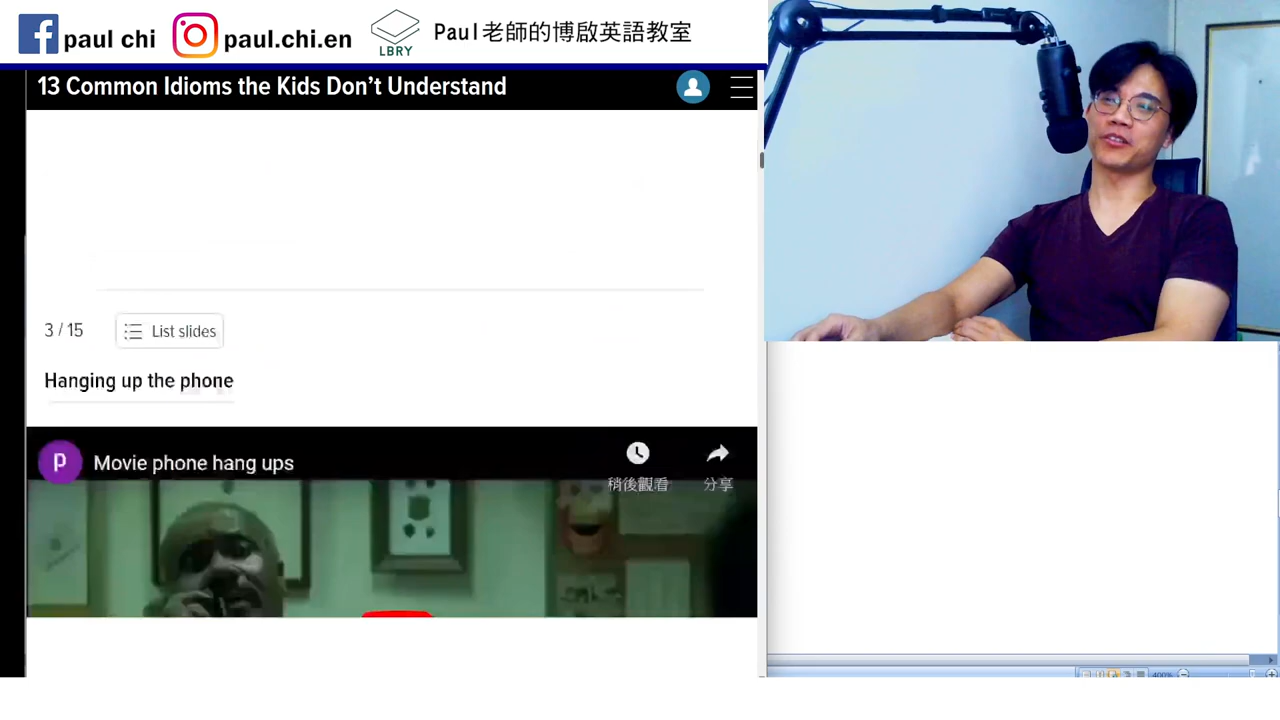 paul chi
paul.chi.en
LBRY
Paul老師的博啟英語教室
13 Common Idioms the Kids Don’t Understand
3 / 15
List slides
Hanging up the phone
p
Movie phone hang ups
稍後觀看
分享
400%